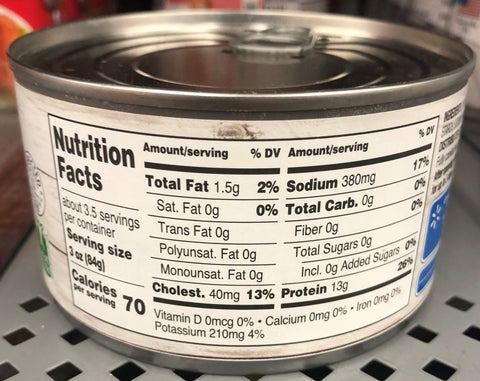 Nutrition
Facts
about 3.5 servings
per container
Serving size
3 oz (84g)
Calories
per serving 70
Amount/serving % DV
Total Fat 1.5g 2%
Sat. Fat 0g 0%
Trans Fat 0g
Polyunsat. Fat 0g
Monounsat. Fat 0g
Cholest. 40mg 13%
Amount/serving % DV
Sodium 380mg 17%
Total Carb. 0g 0%
Fiber 0g 0%
Total Sugars 0g
Incl. 0g Added Sugars 0%
Protein 13g 26%
Vitamin D 0mcg 0% • Calcium 0mg 0% • Iron 0mg 0%
Potassium 210mg 4%